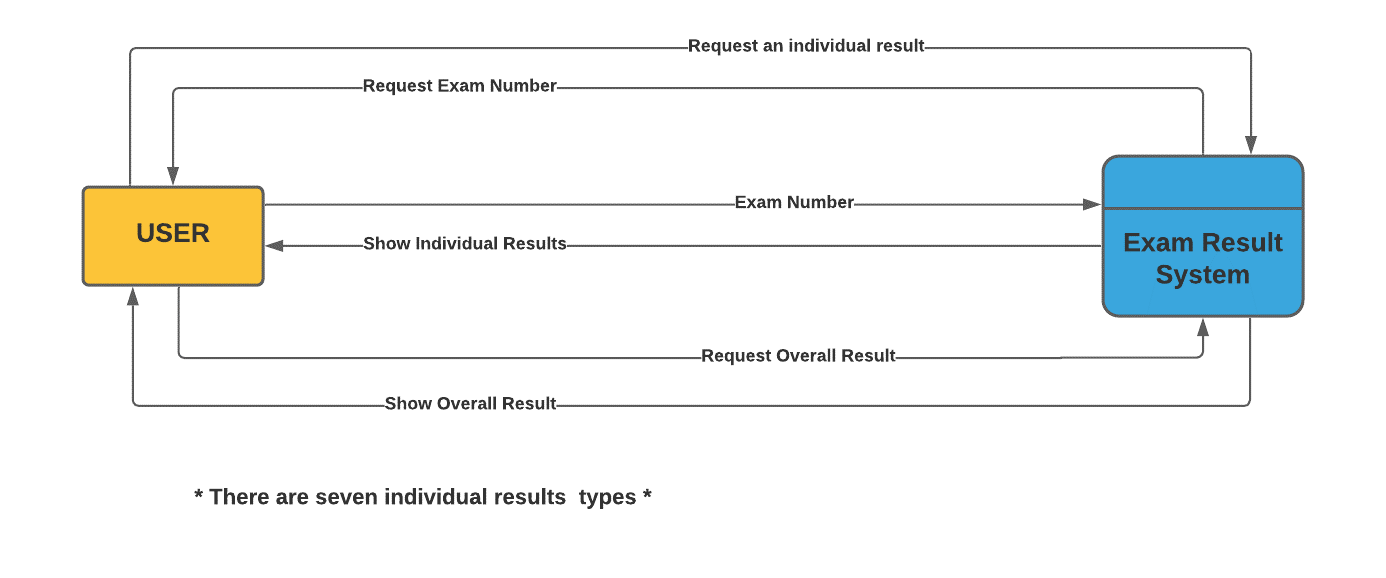 Request an individual result
Request Exam Number
Exam Number
USER
Show Individual Results
Exam Result
System
Request Overall Result
Show Overall Result
* There are seven individual results  types *